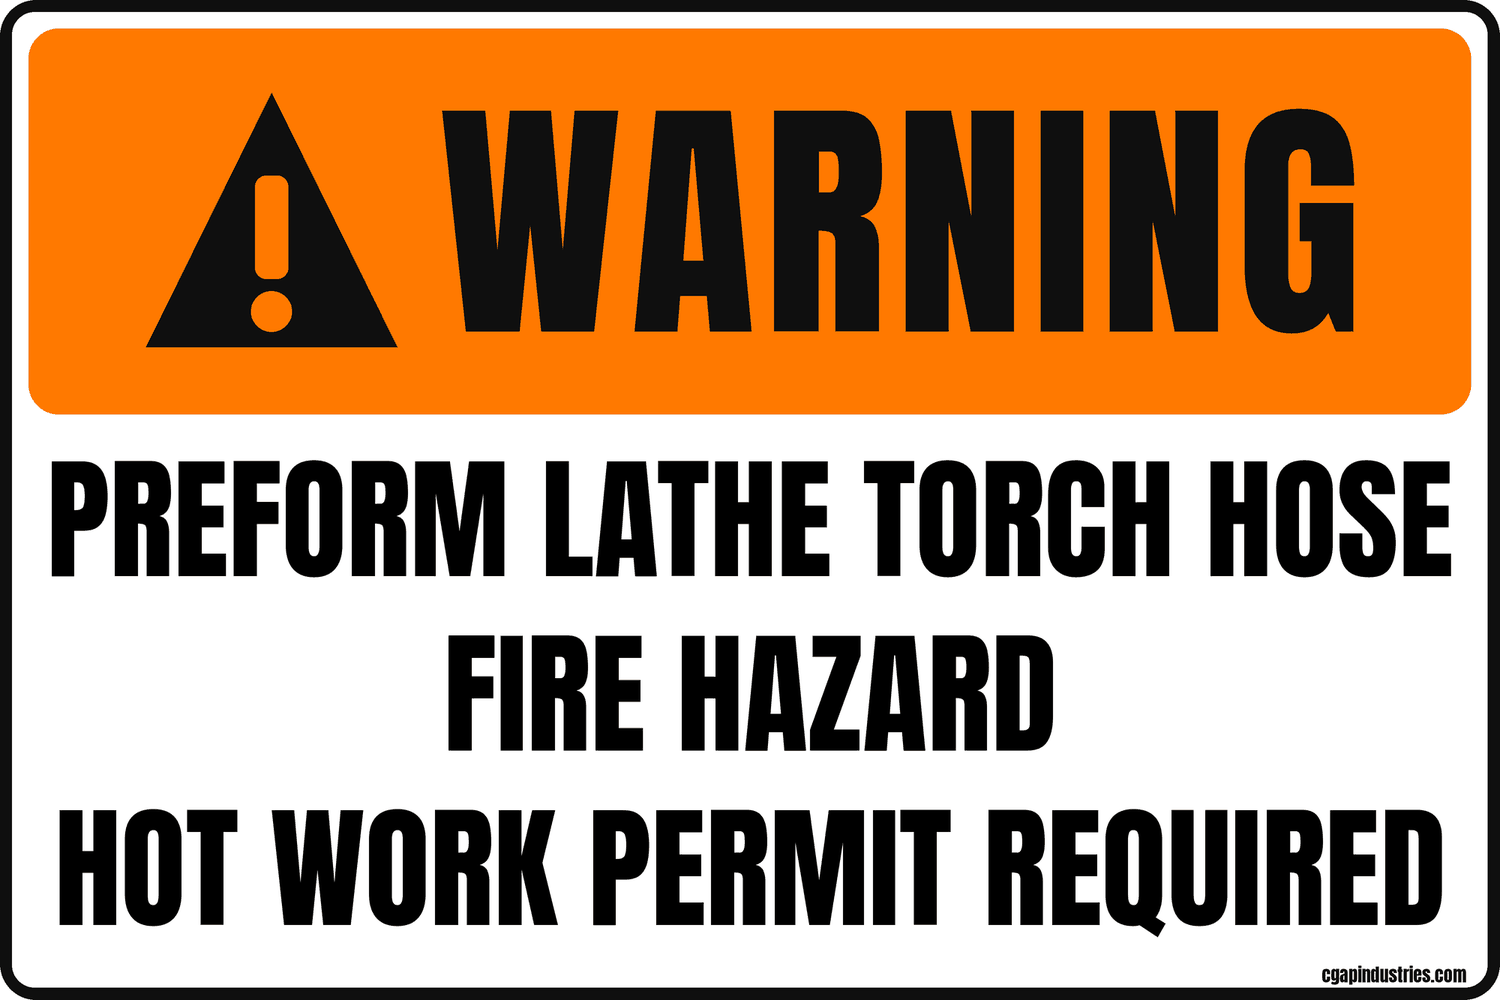 WARNING
PREFORM LATHE TORCH HOSE
FIRE HAZARD
HOT WORK PERMIT REQUIRED
cgapindustries.com